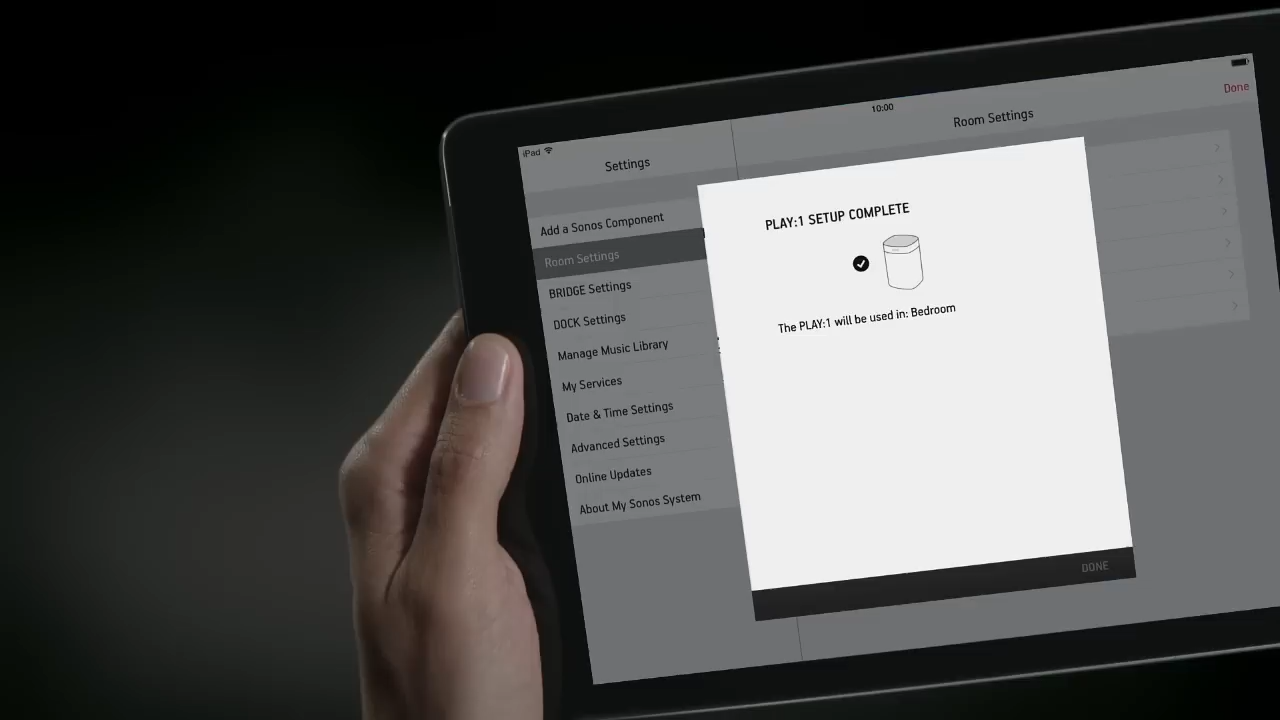 iPad
10:00
Settings
Room Settings
Done
Add a Sonos Component
Room Settings
BRIDGE Settings
DOCK Settings
Manage Music Library
My Services
Date & Time Settings
Advanced Settings
Online Updates
About My Sonos System
PLAY:1 SETUP COMPLETE
The PLAY:1 will be used in: Bedroom
DONE